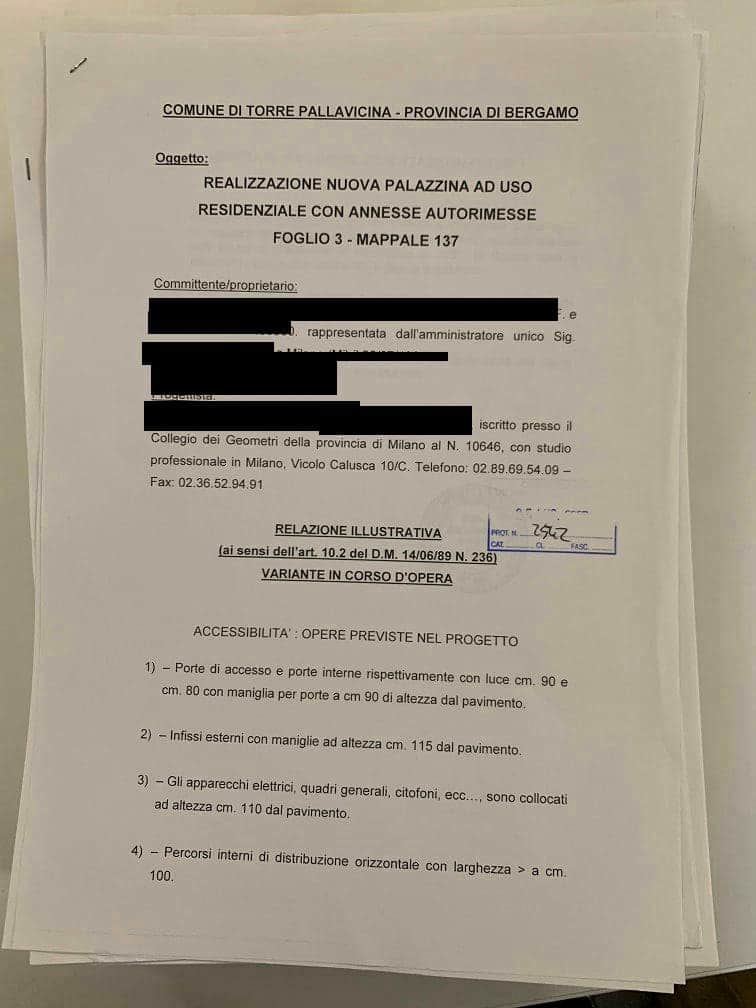 COMUNE DI TORRE PALLAVICINA - PROVINCIA DI BERGAMO
Oggetto:
REALIZZAZIONE NUOVA PALAZZINA AD USO
RESIDENZIALE CON ANNESSE AUTORIMESSE
FOGLIO 3 - MAPPALE 137
Committente/proprietario:
F. e
rappresentata dall'amministratore unico Sig.
Progettista:
iscritto presso il
Collegio dei Geometri della provincia di Milano al N. 10646, con studio
professionale in Milano, Vicolo Calusca 10/C. Telefono: 02.89.69.54.09 –
Fax: 02.36.52.94.91
RELAZIONE ILLUSTRATIVA
(ai sensi dell'art. 10.2 del D.M. 14/06/89 N. 236)
VARIANTE IN CORSO D'OPERA
PROT. N. 2542
CAT. CL. FASC.
ACCESSIBILITA' : OPERE PREVISTE NEL PROGETTO
1) – Porte di accesso e porte interne rispettivamente con luce cm. 90 e
cm. 80 con maniglia per porte a cm 90 di altezza dal pavimento.
2) – Infissi esterni con maniglie ad altezza cm. 115 dal pavimento.
3) – Gli apparecchi elettrici, quadri generali, citofoni, ecc…, sono collocati
ad altezza cm. 110 dal pavimento.
4) – Percorsi interni di distribuzione orizzontale con larghezza > a cm.
100.